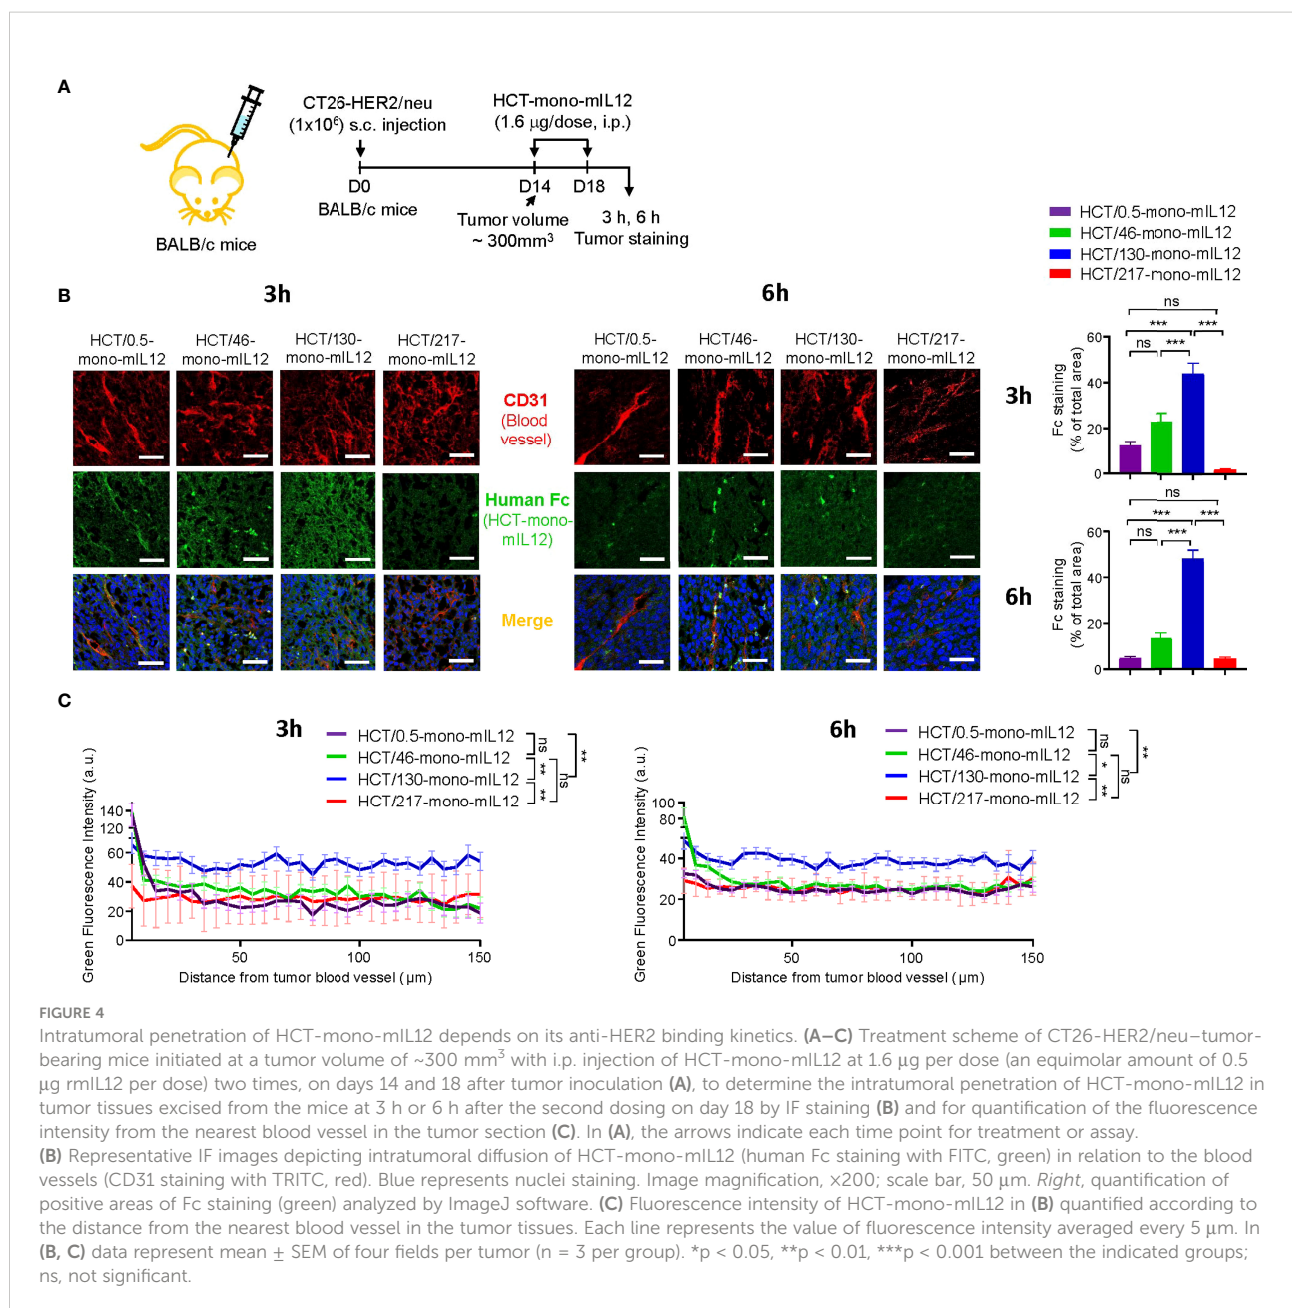 A
CT26-HER2/neu
(1x10⁶) s.c. injection
HCT-mono-mIL12
(1.6 µg/dose, i.p.)
D0
D14
D18
BALB/c mice
Tumor volume
~ 300mm³
3 h, 6 h
Tumor staining
BALB/c mice
HCT/0.5-mono-mIL12
HCT/46-mono-mIL12
HCT/130-mono-mIL12
HCT/217-mono-mIL12
B
3h
6h
HCT/0.5-
mono-mIL12
HCT/46-
mono-mIL12
HCT/130-
mono-mIL12
HCT/217-
mono-mIL12
HCT/0.5-
mono-mIL12
HCT/46-
mono-mIL12
HCT/130-
mono-mIL12
HCT/217-
mono-mIL12
CD31
(Blood
vessel)
Human Fc
(HCT-mono-
mIL12)
Merge
3h
Fc staining
(% of total area)
60
40
20
0
ns
***
***
ns
***
6h
Fc staining
(% of total area)
60
40
20
0
ns
***
***
ns
***
C
3h
HCT/0.5-mono-mIL12
HCT/46-mono-mIL12
HCT/130-mono-mIL12
HCT/217-mono-mIL12
ns
**
**
ns
**
Green Fluorescence Intensity (a.u.)
140
120
60
40
20
0
50
100
150
Distance from tumor blood vessel (µm)
6h
HCT/0.5-mono-mIL12
HCT/46-mono-mIL12
HCT/130-mono-mIL12
HCT/217-mono-mIL12
ns
*
**
ns
**
Green Fluorescence Intensity (a.u.)
100
80
40
20
0
50
100
150
Distance from tumor blood vessel (µm)
FIGURE 4
Intratumoral penetration of HCT-mono-mIL12 depends on its anti-HER2 binding kinetics. (A–C) Treatment scheme of CT26-HER2/neu–tumor-
bearing mice initiated at a tumor volume of ~300 mm³ with i.p. injection of HCT-mono-mIL12 at 1.6 µg per dose (an equimolar amount of 0.5
µg rmIL12 per dose) two times, on days 14 and 18 after tumor inoculation (A), to determine the intratumoral penetration of HCT-mono-mIL12 in
tumor tissues excised from the mice at 3 h or 6 h after the second dosing on day 18 by IF staining (B) and for quantification of the fluorescence
intensity from the nearest blood vessel in the tumor section (C). In (A), the arrows indicate each time point for treatment or assay.
(B) Representative IF images depicting intratumoral diffusion of HCT-mono-mIL12 (human Fc staining with FITC, green) in relation to the blood
vessels (CD31 staining with TRITC, red). Blue represents nuclei staining. Image magnification, ×200; scale bar, 50 µm. Right, quantification of
positive areas of Fc staining (green) analyzed by ImageJ software. (C) Fluorescence intensity of HCT-mono-mIL12 in (B) quantified according to
the distance from the nearest blood vessel in the tumor tissues. Each line represents the value of fluorescence intensity averaged every 5 µm. In
(B, C) data represent mean ± SEM of four fields per tumor (n = 3 per group). *p < 0.05, **p < 0.01, ***p < 0.001 between the indicated groups;
ns, not significant.